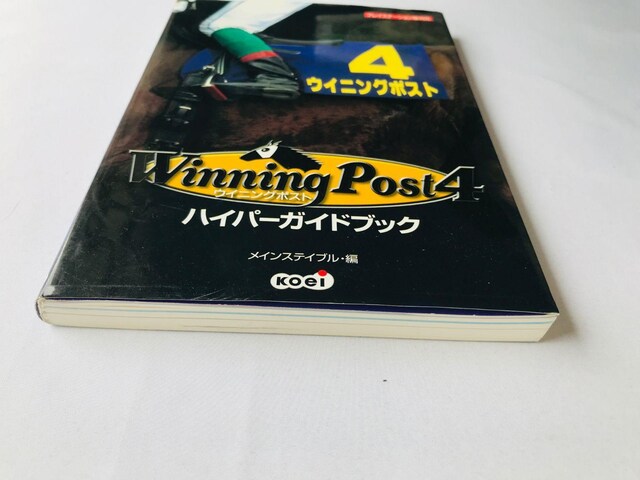 4
ウイニングポスト
Winning Post 4
ウイニングポスト
ハイパーガイドブック
メインステイブル・編
KOEI